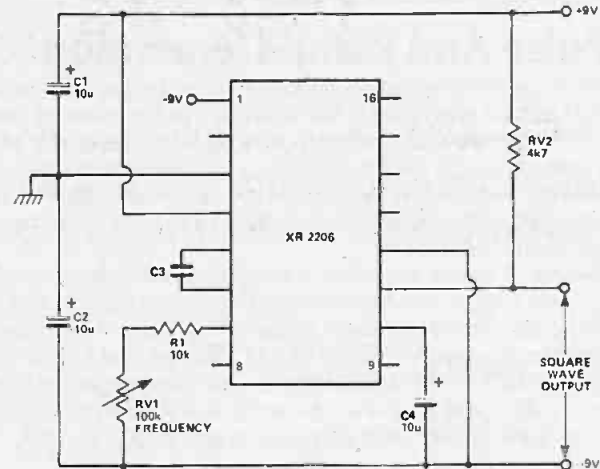 +9V
C1
10u
-9V
1
16
RV2
4k7
XR 2206
C3
C2
10u
R1
10k
8
9
RV1
100k
FREQUENCY
C4
10u
SQUARE
WAVE
OUTPUT
-9V